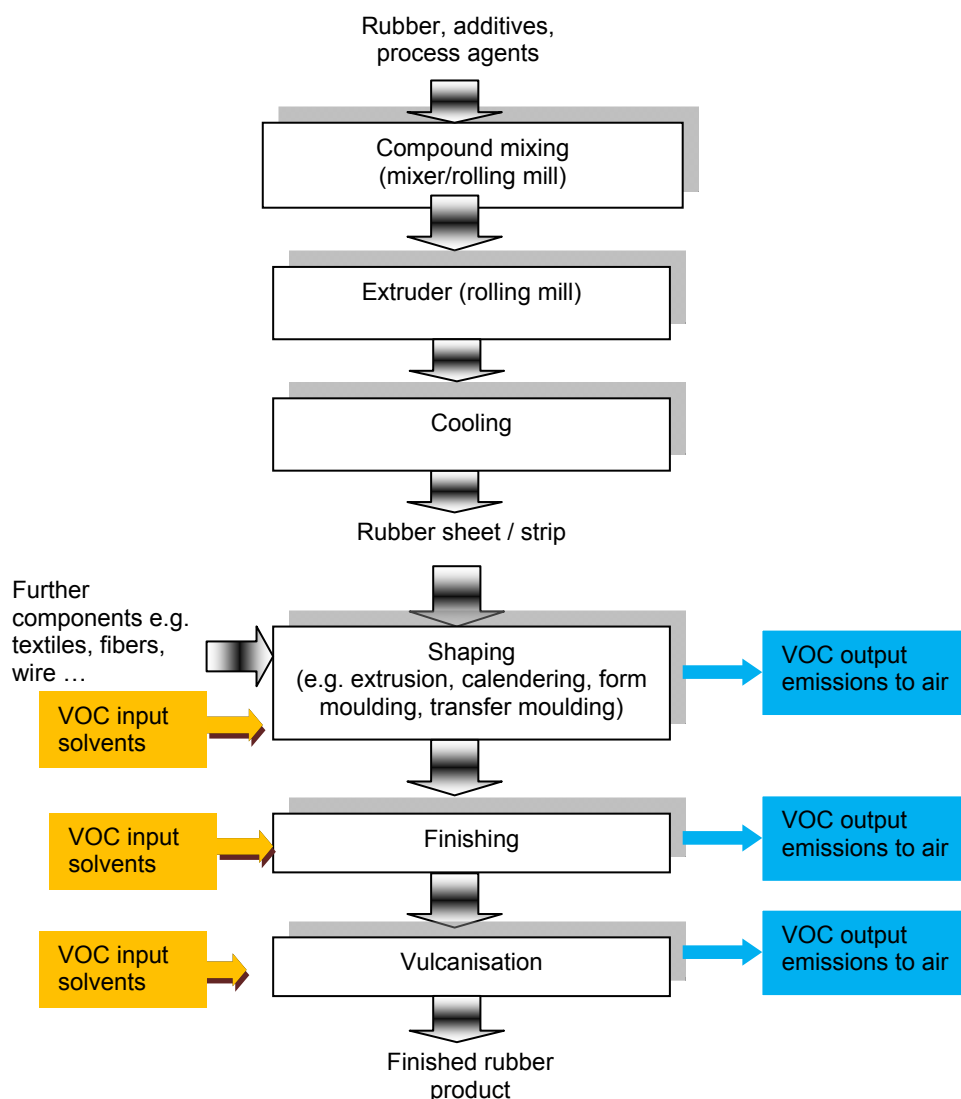 Rubber, additives,
process agents
Compound mixing
(mixer/rolling mill)
Extruder (rolling mill)
Cooling
Rubber sheet / strip
Further
components e.g.
textiles, fibers,
wire …
Shaping
(e.g. extrusion, calendering, form
moulding, transfer moulding)
VOC output
emissions to air
VOC input
solvents
VOC input
solvents
Finishing
VOC output
emissions to air
VOC input
solvents
Vulcanisation
VOC output
emissions to air
Finished rubber
product